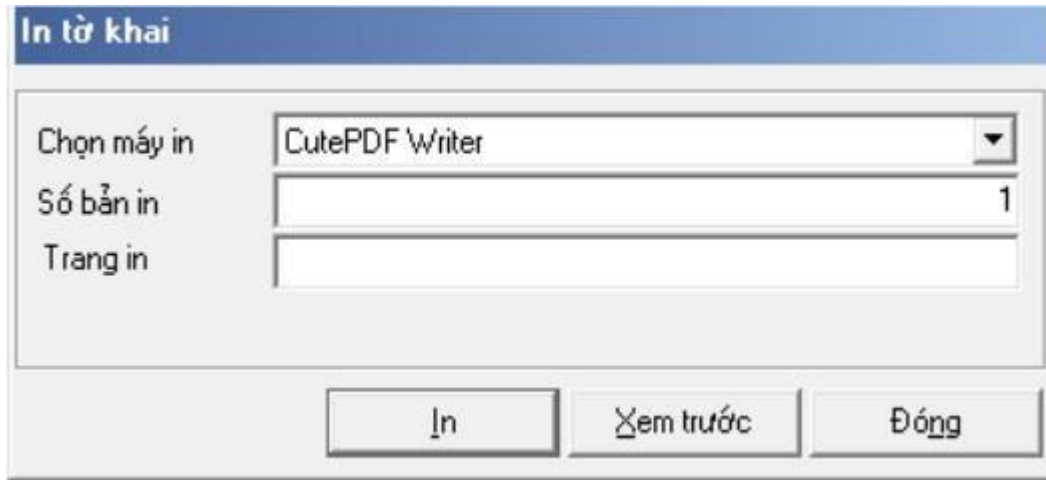 In tờ khai
Chọn máy in CutePDF Writer
Số bản in 1
Trang in
In Xem trước Đóng